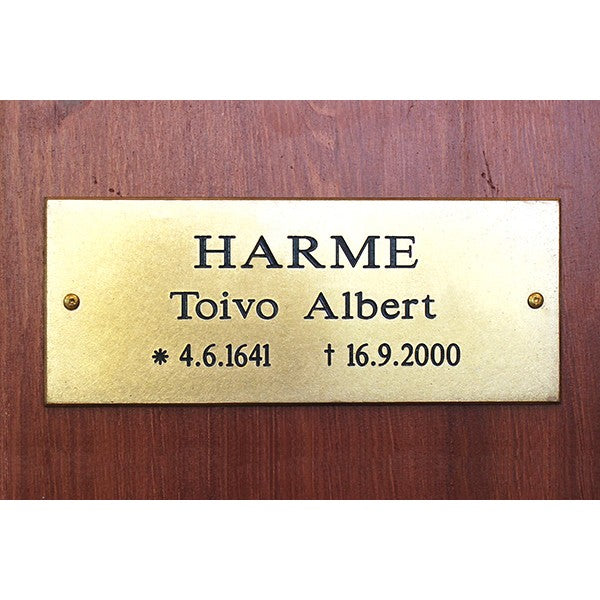 HARME
Toivo Albert
* 4.6.1641 † 16.9.2000